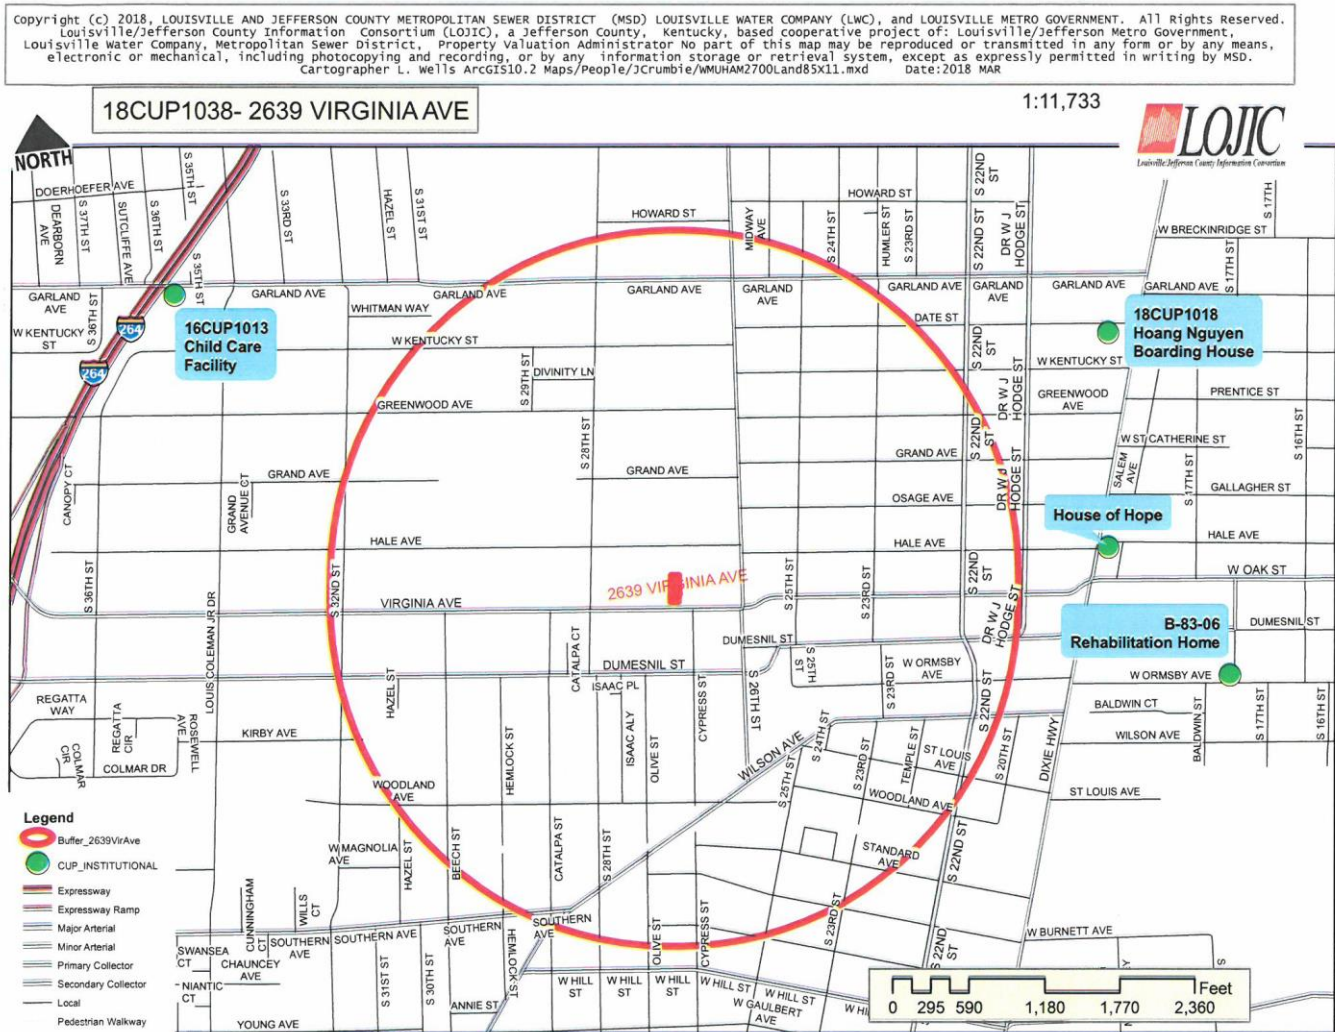 Copyright (c) 2018, LOUISVILLE AND JEFFERSON COUNTY METROPOLITAN SEWER DISTRICT (MSD) LOUISVILLE WATER COMPANY (LWC), and LOUISVILLE METRO GOVERNMENT. All Rights Reserved.
Louisville/Jefferson County Information Consortium (LOJIC), a Jefferson County, Kentucky, based cooperative project of: Louisville/Jefferson Metro Government,
Louisville Water Company, Metropolitan Sewer District, Property Valuation Administrator No part of this map may be reproduced or transmitted in any form or by any means,
electronic or mechanical, including photocopying and recording, or by any information storage or retrieval system, except as expressly permitted in writing by MSD.
Cartographer L. Wells ArcGIS10.2 Maps/People/JCrumbie/WMUHAM2700Land85X11.mxd Date:2018 MAR
18CUP1038- 2639 VIRGINIA AVE
1:11,733
LOJIC
Louisville/Jefferson County Information Consortium
NORTH
DOERHOEFER AVE
DEARBORN AVE
S 37TH ST
SUTCLIFFE AVE
S 36TH ST
S 35TH ST
S 35TH ST
S 33RD ST
HAZEL ST
S 31ST ST
HOWARD ST
MIDWAY AVE
HOWARD ST
S 24TH ST
HUMLER ST
S 23RD ST
S 22ND ST
S 22ND ST
DR W J HODGE ST
W BRECKINRIDGE ST
S 17TH
S 17TH ST
GARLAND AVE
GARLAND AVE
GARLAND AVE
GARLAND AVE
GARLAND AVE
GARLAND AVE
GARLAND AVE
GARLAND AVE
GARLAND AVE
W KENTUCKY ST
S 36TH ST
264
264
16CUP1013
Child Care
Facility
WHITMAN WAY
W KENTUCKY ST
DATE ST
S 22ND ST
18CUP1018
Hoang Nguyen
Boarding House
W KENTUCKY ST
S 29TH ST
DIVINITY LN
GREENWOOD AVE
DR W J HODGE ST
GREENWOOD AVE
PRENTICE ST
S 28TH ST
S 22ND ST
W ST CATHERINE ST
S 16TH ST
CANOPY CT
GRAND AVENUE CT
GRAND AVE
GRAND AVE
GRAND AVE
DR W J HODGE ST
SALEM AVE
S 17TH ST
GALLAGHER ST
OSAGE AVE
House of Hope
HALE AVE
HALE AVE
HALE AVE
S 36TH ST
S 32ND ST
2639 VIRGINIA AVE
S 25TH ST
S 23RD ST
S 22ND ST
W OAK ST
VIRGINIA AVE
LOUIS COLEMAN JR DR
DR W J HODGE ST
B-83-06
Rehabilitation Home
DUMESNIL ST
DUMESNIL ST
DUMESNIL ST
CATALPA CT
ISAAC PL
S 25TH ST
S 23RD ST
W ORMSBY AVE
W ORMSBY AVE
REGATTA WAY
REGATTA CIR
ROSEWELL AVE
KIRBY AVE
HAZEL ST
CYPRESS ST
S 26TH ST
S 22ND ST
BALDWIN CT
BALDWIN ST
S 17TH ST
S 16TH ST
WILSON AVE
COLMAR CIR
COLMAR DR
HEMLOCK ST
ISAAC ALY
OLIVE ST
WILSON AVE
S 24TH ST
S 25TH ST
S 23RD ST
TEMPLE ST
ST LOUIS AVE
S 20TH ST
DIXIE HWY
WOODLAND AVE
WOODLAND AVE
ST LOUIS AVE
Legend
Buffer_2639VirAve
CUP_INSTITUTIONAL
Expressway
Expressway Ramp
Major Arterial
Minor Arterial
Primary Collector
Secondary Collector
Local
Pedestrian Walkway
W MAGNOLIA AVE
HAZEL ST
BEECH ST
CATALPA ST
S 28TH ST
STANDARD AVE
S 22ND ST
CUNNINGHAM CT
WILLS CT
SWANSEA CT
SOUTHERN AVE
SOUTHERN AVE
SOUTHERN AVE
SOUTHERN AVE
CHAUNCEY AVE
NIANTIC CT
S 31ST ST
S 30TH ST
HEMLOCK ST
OLIVE ST
CYPRESS ST
S 23RD ST
S 22ND ST
W BURNETT AVE
ANNIE ST
YOUNG AVE
W HILL ST
W HILL ST
W HILL ST
W HILL ST
W HILL ST
W GAULBERT AVE
Feet
0 295 590 1,180 1,770 2,360